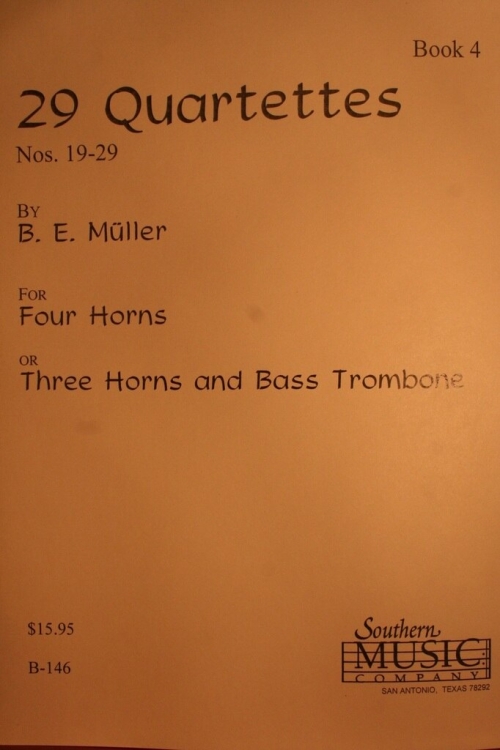 Book 4
29 Quartettes
Nos. 19-29
BY
B. E. Müller
FOR
Four Horns
OR
Three Horns and Bass Trombone
$15.95
B-146
Southern
MUSIC
COMPANY
SAN ANTONIO, TEXAS 78292